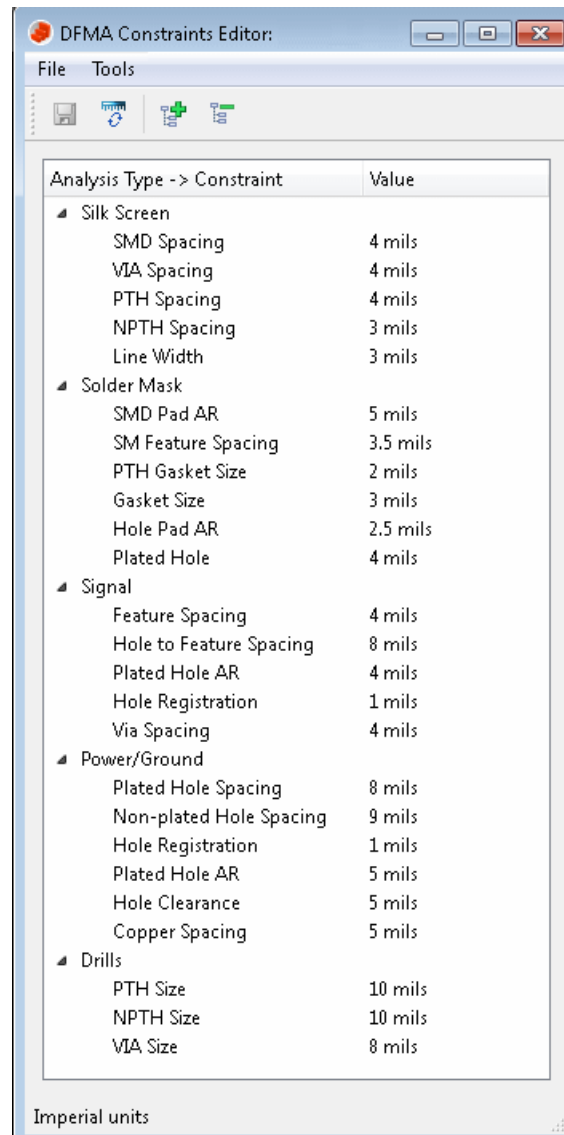 DFMA Constraints Editor:
File Tools
Analysis Type -> Constraint Value
Silk Screen
SMD Spacing 4 mils
VIA Spacing 4 mils
PTH Spacing 4 mils
NPTH Spacing 3 mils
Line Width 3 mils
Solder Mask
SMD Pad AR 5 mils
SM Feature Spacing 3.5 mils
PTH Gasket Size 2 mils
Gasket Size 3 mils
Hole Pad AR 2.5 mils
Plated Hole 4 mils
Signal
Feature Spacing 4 mils
Hole to Feature Spacing 8 mils
Plated Hole AR 4 mils
Hole Registration 1 mils
Via Spacing 4 mils
Power/Ground
Plated Hole Spacing 8 mils
Non-plated Hole Spacing 9 mils
Hole Registration 1 mils
Plated Hole AR 5 mils
Hole Clearance 5 mils
Copper Spacing 5 mils
Drills
PTH Size 10 mils
NPTH Size 10 mils
VIA Size 8 mils
Imperial units